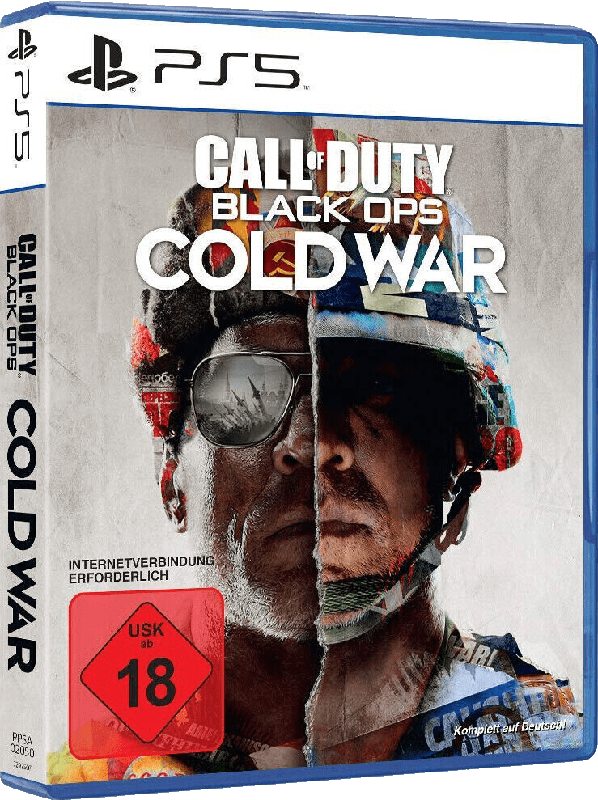 PS5
CALL OF DUTY
BLACK OPS
COLD WAR
INTERNETVERBINDUNG
ERFORDERLICH
USK
ab
18
Komplett auf Deutsch!
PS5
CALL OF DUTY
BLACK OPS
COLD WAR
PPSA